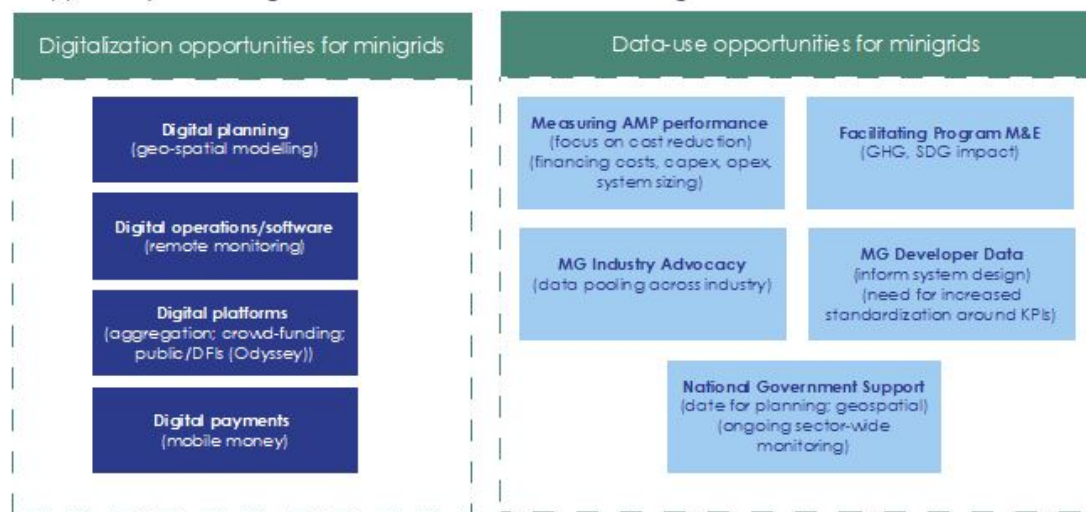 Digitalization opportunities for minigrids
Digital planning
(geo-spatial modelling)
Digital operations/software
(remote monitoring)
Digital platforms
(aggregation; crowd-funding;
public/DFIs (Odyssey))
Digital payments
(mobile money)
Data-use opportunities for minigrids
Measuring AMP performance
(focus on cost reduction)
(financing costs, capex, opex,
system sizing)
Facilitating Program M&E
(GHG, SDG impact)
MG Industry Advocacy
(data pooling across industry)
MG Developer Data
(inform system design)
(need for increased
standardization around KPIs)
National Government Support
(date for planning; geospatial)
(ongoing sector-wide
monitoring)